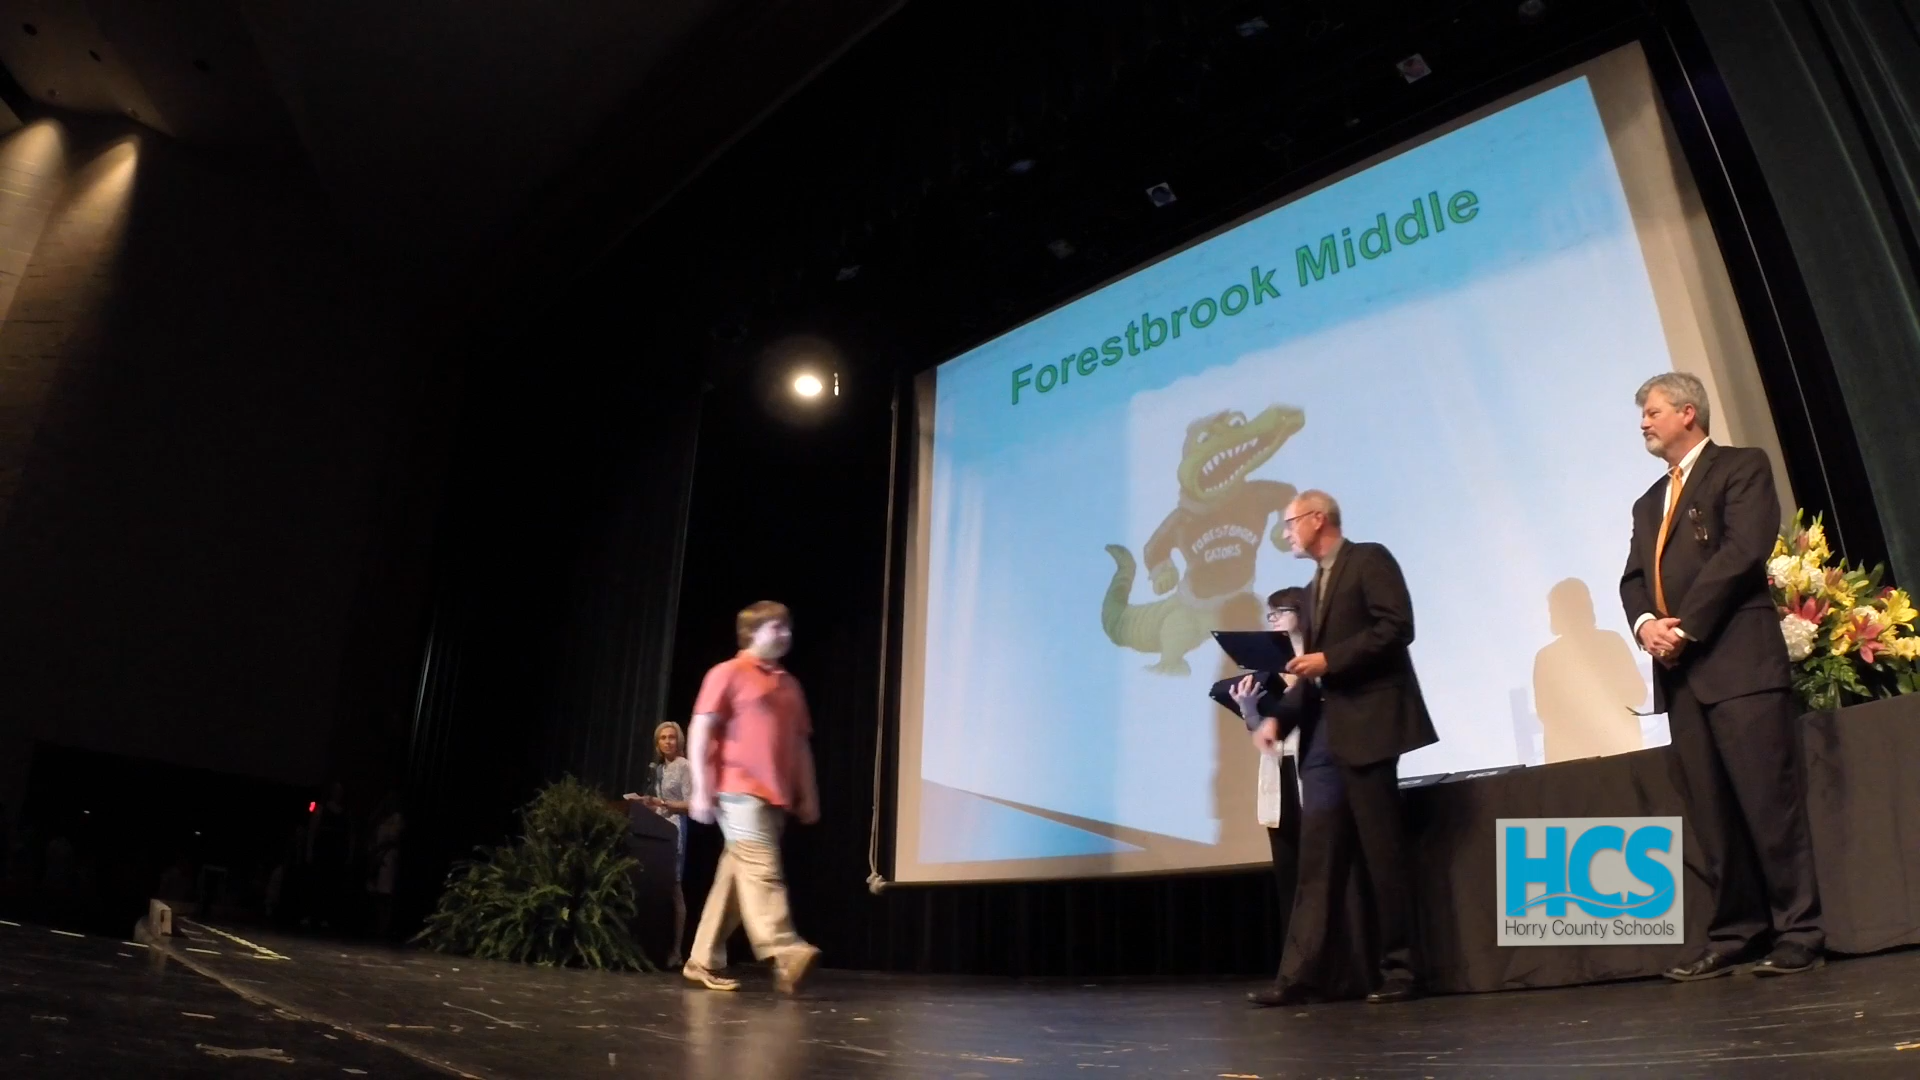 Forestbrook Middle
FORESTBROOK
GATORS
HCS
Horry County Schools